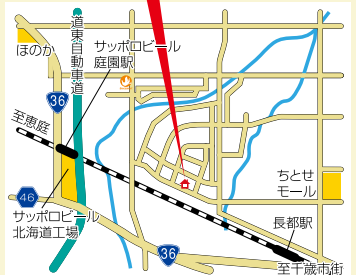 ほのか
道東自動車道
サッポロビール
庭園駅
36
至恵庭
46
サッポロビール
北海道工場
ちとせ
モール
長都駅
36
至千歳市街